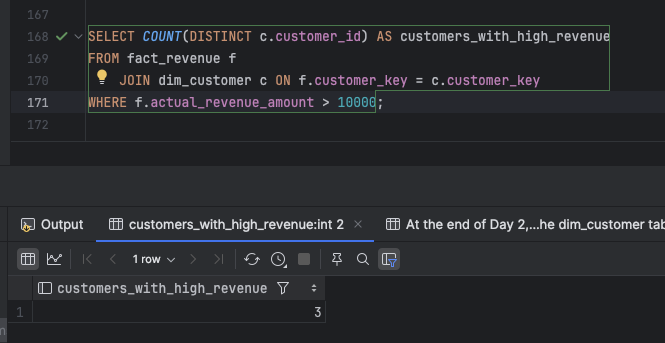 167
168 SELECT COUNT(DISTINCT c.customer_id) AS customers_with_high_revenue
169 FROM fact_revenue f
170 JOIN dim_customer c ON f.customer_key = c.customer_key
171 WHERE f.actual_revenue_amount > 10000;
172
Output customers_with_high_revenue:int 2 × At the end of Day 2,...he dim_customer tab
1 row
customers_with_high_revenue
1 3